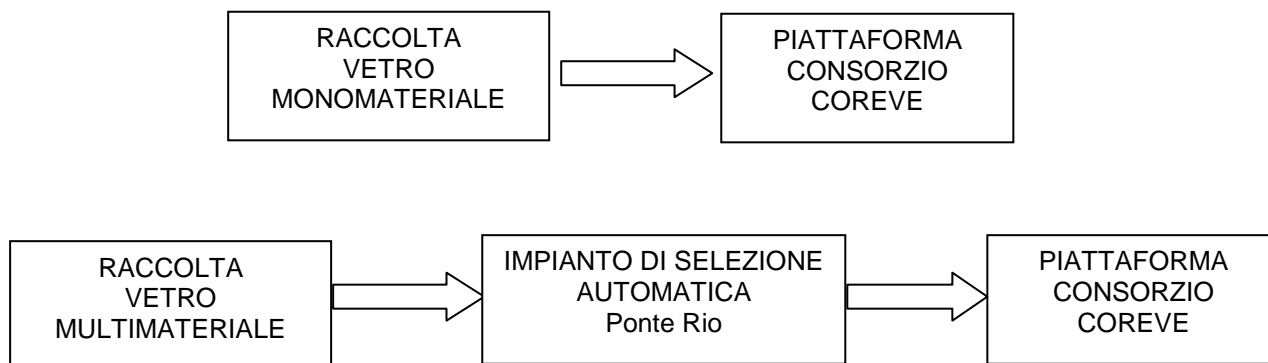 RACCOLTA
VETRO
MONOMATERIALE
PIATTAFORMA
CONSORZIO
COREVE
RACCOLTA
VETRO
MULTIMATERIALE
IMPIANTO DI SELEZIONE
AUTOMATICA
Ponte Rio
PIATTAFORMA
CONSORZIO
COREVE